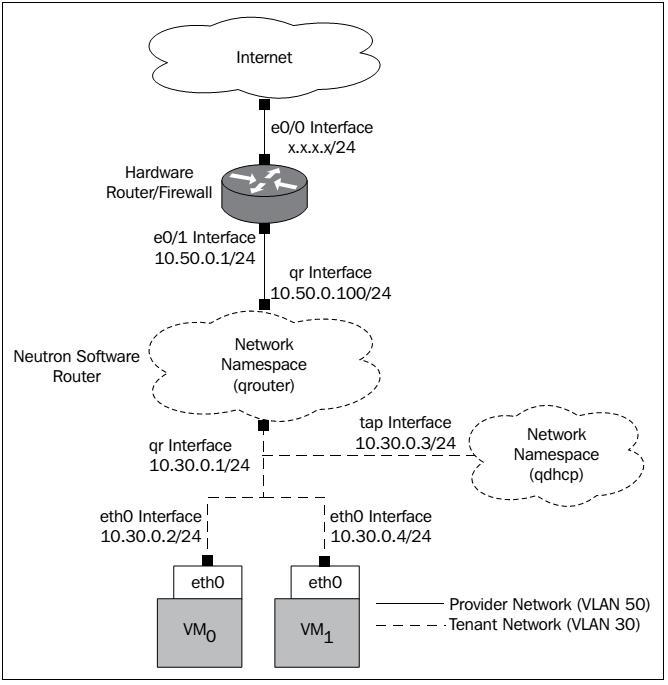 Internet
e0/0 Interface
x.x.x.x/24
Hardware
Router/Firewall
e0/1 Interface
10.50.0.1/24
qr Interface
10.50.0.100/24
Neutron Software
Router
Network
Namespace
(qrouter)
tap Interface
10.30.0.3/24
Network
Namespace
(qdhcp)
qr Interface
10.30.0.1/24
eth0 Interface
10.30.0.2/24
eth0 Interface
10.30.0.4/24
eth0
eth0
VM0
VM1
Provider Network (VLAN 50)
Tenant Network (VLAN 30)